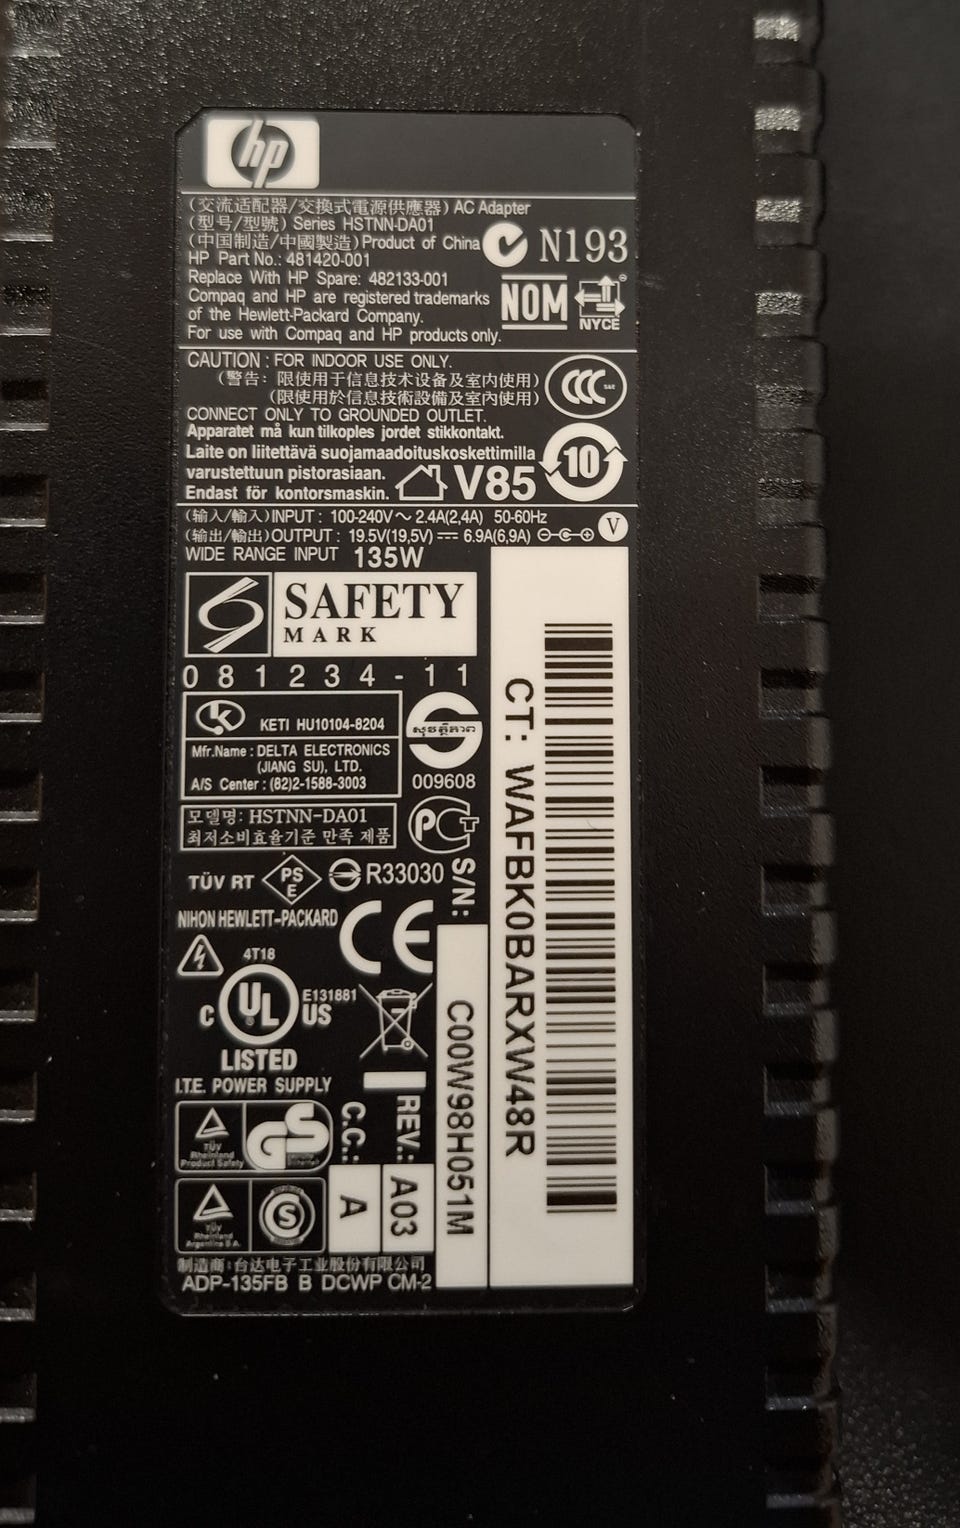 hp
(交流适配器/交換式電源供應器) AC Adapter
(型号/型號) Series HSTNN-DA01
(中国制造/中國製造) Product of China
N193
HP Part No.: 481420-001
Replace With HP Spare: 482133-001
Compaq and HP are registered trademarks
of the Hewlett-Packard Company.
For use with Compaq and HP products only.
NOM
NYCE
CAUTION : FOR INDOOR USE ONLY.
(警告: 限使用于信息技术设备及室内使用)
(限使用於信息技術設備及室內使用)
CCC
S&E
CONNECT ONLY TO GROUNDED OUTLET.
Apparatet må kun tilkoples jordet stikkontakt.
Laite on liitettävä suojamaadoituskoskettimilla
varustettuun pistorasiaan.
Endast för kontorsmaskin.
V85
10
(输入/輸入) INPUT : 100-240V～ 2.4A(2,4A) 50-60Hz
(输出/輸出) OUTPUT : 19.5V(19,5V) ⎓ 6.9A(6,9A)
V
WIDE RANGE INPUT 135W
SAFETY
MARK
081234-11
KETI HU10104-8204
Mfr.Name : DELTA ELECTRONICS
(JIANG SU), LTD.
A/S Center : (82)2-1588-3003
009608
모델명: HSTNN-DA01
최저소비효율기준 만족 제품
PCT
TÜV RT
PS
E
R33030
NIHON HEWLETT-PACKARD
CE
4T18
C UL US
E131881
LISTED
I.T.E. POWER SUPPLY
TÜV
Rheinland
Product Safety
GS
TÜV
Rheinland
Argentina S.A.
S
C.C.: A
REV.: A03
S/N: C00W98H051M
CT: WAFBK0BARXW48R
制造商: 台达电子工业股份有限公司
ADP-135FB B DCWP CM-2